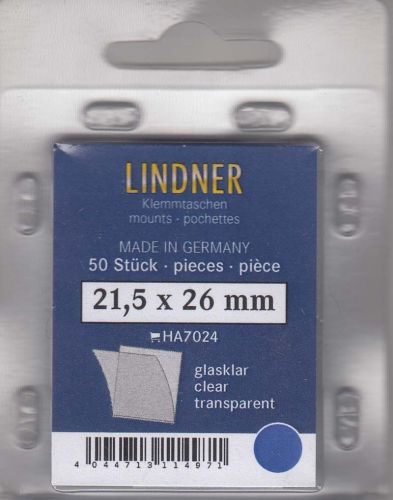 LINDNER
Klemmtaschen
mounts · pochettes
MADE IN GERMANY
50 Stück · pieces · pièce
21,5 x 26 mm
HA7024
glasklar
clear
transparent
4 044713 114971